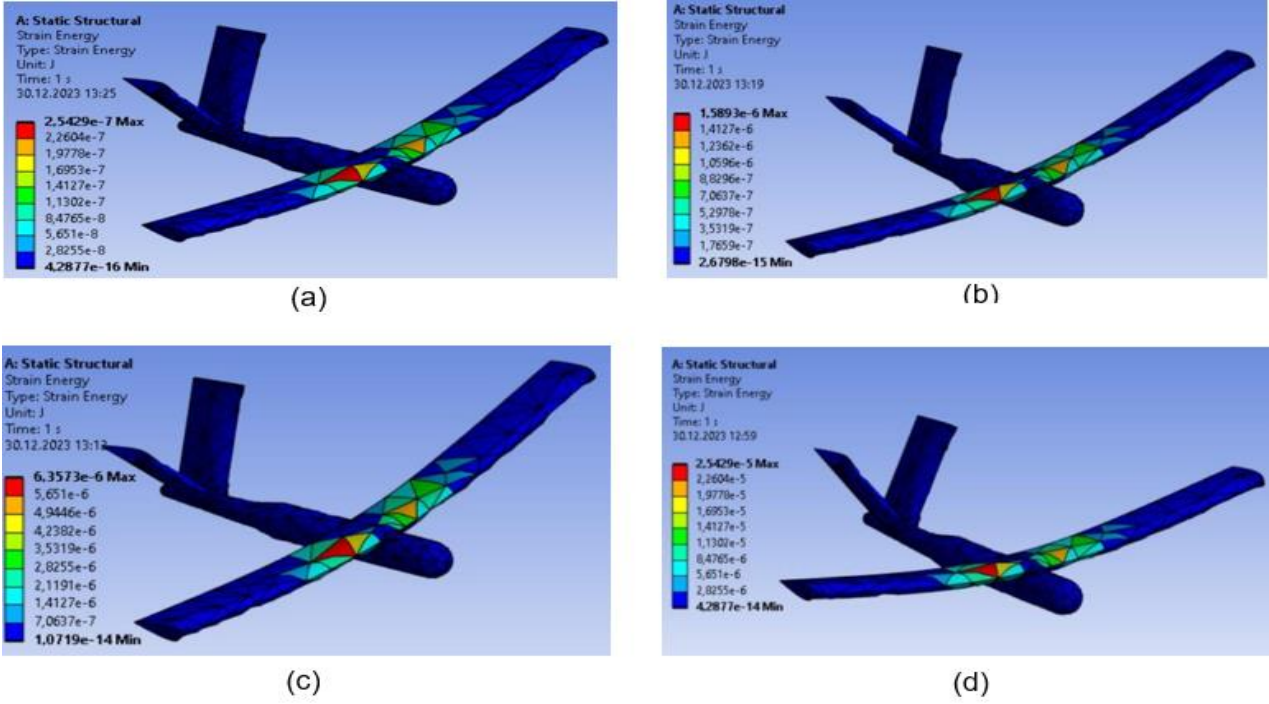 A: Static Structural
Strain Energy
Type: Strain Energy
Unit: J
Time: 1 s
30.12.2023 13:25
2,5429e-7 Max
2,2604e-7
1,9778e-7
1,6953e-7
1,4127e-7
1,1302e-7
8,4765e-8
5,651e-8
2,8255e-8
4,2877e-16 Min
(a)
A: Static Structural
Strain Energy
Type: Strain Energy
Unit: J
Time: 1 s
30.12.2023 13:19
1,5893e-6 Max
1,4127e-6
1,2362e-6
1,0596e-6
8,8296e-7
7,0637e-7
5,2978e-7
3,5319e-7
1,7659e-7
2,6798e-15 Min
(b)
A: Static Structural
Strain Energy
Type: Strain Energy
Unit: J
Time: 1 s
30.12.2023 13:13
6,3573e-6 Max
5,651e-6
4,9446e-6
4,2382e-6
3,5319e-6
2,8255e-6
2,1191e-6
1,4127e-6
7,0637e-7
1,0719e-14 Min
(c)
A: Static Structural
Strain Energy
Type: Strain Energy
Unit: J
Time: 1 s
30.12.2023 12:59
2,5429e-5 Max
2,2604e-5
1,9778e-5
1,6953e-5
1,4127e-5
1,1302e-5
8,4765e-6
5,651e-6
2,8255e-6
4,2877e-14 Min
(d)